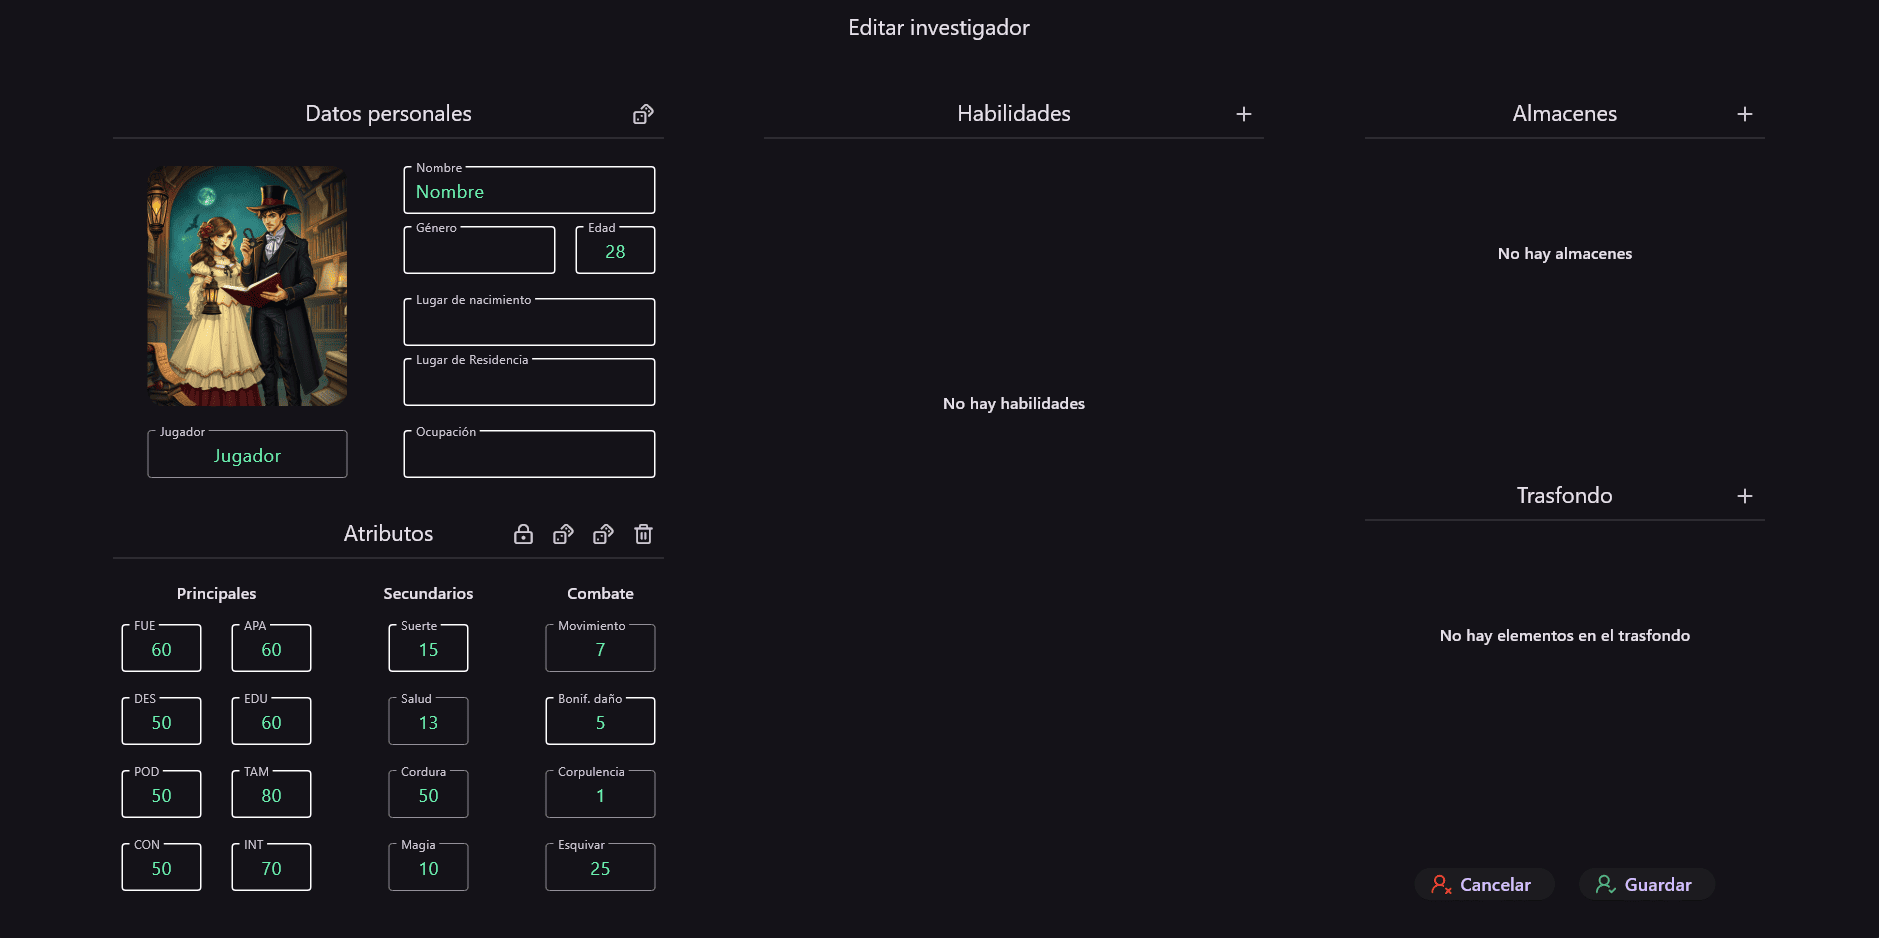 Editar investigador
Datos personales
Nombre
Nombre
Género
Edad
28
Lugar de nacimiento
Lugar de Residencia
Jugador
Jugador
Ocupación
Atributos
Principales
Secundarios
Combate
FUE
APA
Suerte
Movimiento
60
60
15
7
DES
EDU
Salud
Bonif. daño
50
60
13
5
POD
TAM
Cordura
Corpulencia
50
80
50
1
CON
INT
Magia
Esquivar
50
70
10
25
Habilidades
No hay habilidades
Almacenes
No hay almacenes
Trasfondo
No hay elementos en el trasfondo
Cancelar
Guardar